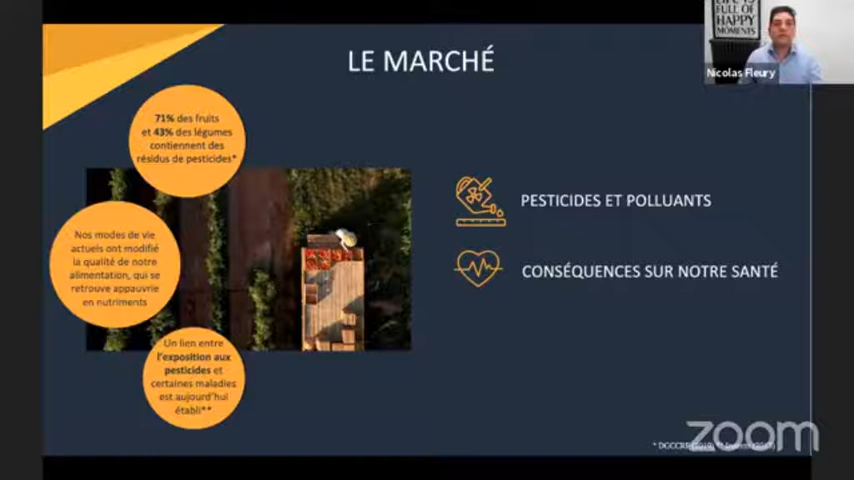 LE MARCHÉ
LIFE IS
FULL OF
HAPPY
MOMENTS
Nicolas Fleury
71% des fruits
et 43% des légumes
contiennent des
résidus de pesticides*
Nos modes de vie
actuels ont modifié
la qualité de notre
alimentation, qui se
retrouve appauvrie
en nutriments
Un lien entre
l'exposition aux
pesticides et
certaines maladies
est aujourd'hui
établi**
PESTICIDES ET POLLUANTS
CONSÉQUENCES SUR NOTRE SANTÉ
* DGCCRF (2019)
zoom